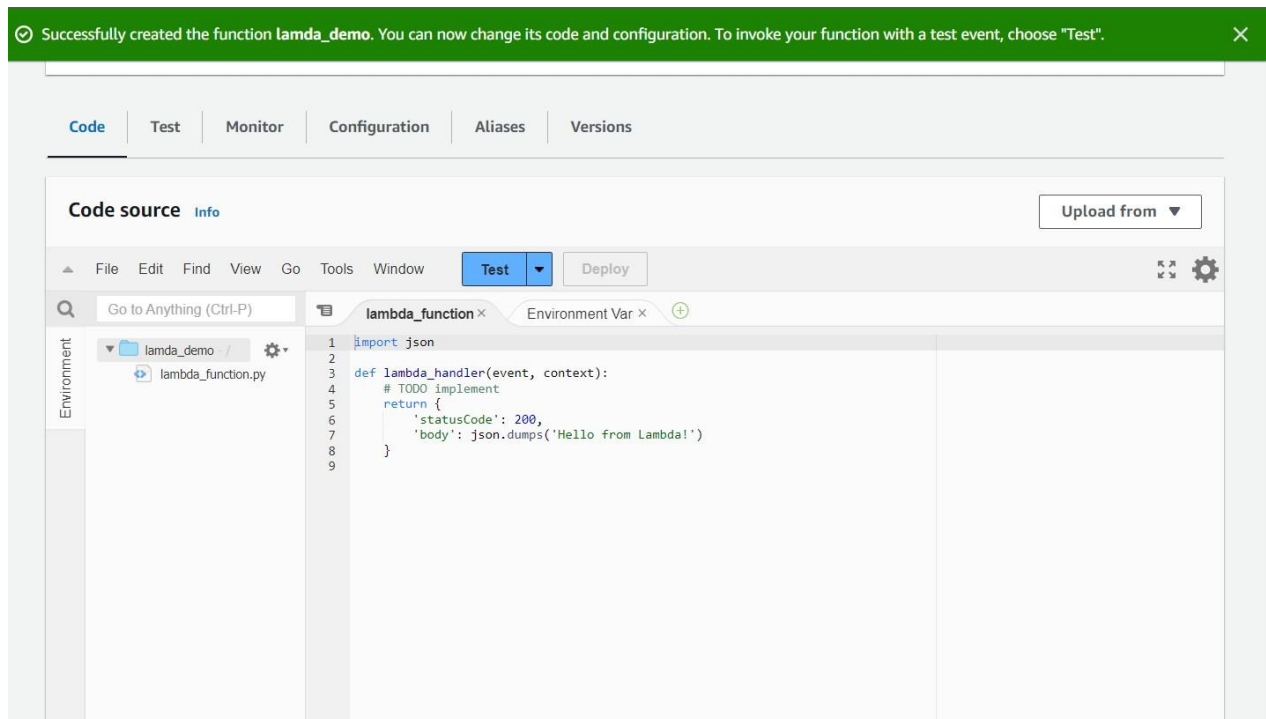 Successfully created the function lamda_demo. You can now change its code and configuration. To invoke your function with a test event, choose "Test".
Code Test Monitor Configuration Aliases Versions
Code source Info
Upload from
File Edit Find View Go Tools Window Test Deploy
Go to Anything (Ctrl-P)
lambda_function Environment Var
Environment
lamda_demo /
lambda_function.py
1 import json
2
3 def lambda_handler(event, context):
4     # TODO implement
5     return {
6         'statusCode': 200,
7         'body': json.dumps('Hello from Lambda!')
8     }
9